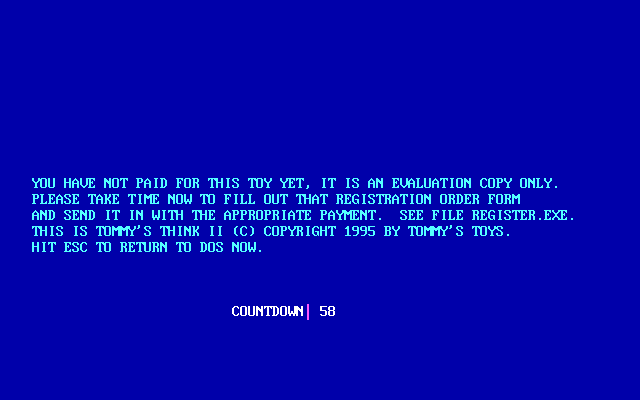 YOU HAVE NOT PAID FOR THIS TOY YET, IT IS AN EVALUATION COPY ONLY.
PLEASE TAKE TIME NOW TO FILL OUT THAT REGISTRATION ORDER FORM
AND SEND IT IN WITH THE APPROPRIATE PAYMENT.  SEE FILE REGISTER.EXE.
THIS IS TOMMY'S THINK II (C) COPYRIGHT 1995 BY TOMMY'S TOYS.
HIT ESC TO RETURN TO DOS NOW.
COUNTDOWN| 58